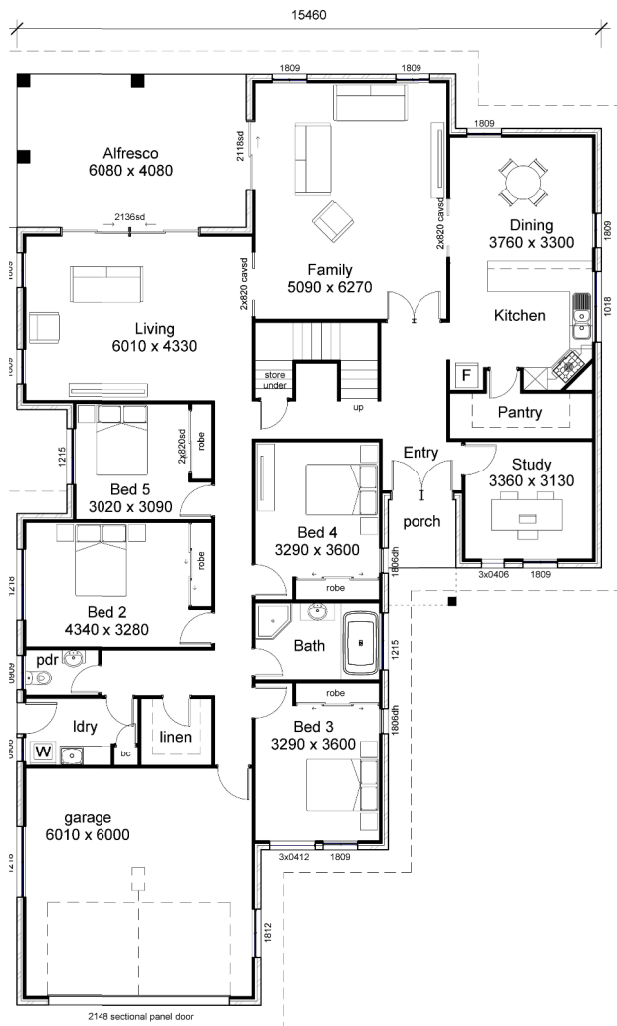 15460
1809
1809
1809
Alfresco
6080 x 4080
2118sd
2136sd
2x820 cavsd
Dining
3760 x 3300
1809
Family
5090 x 6270
2x820 cavsd
1018
Kitchen
Living
6010 x 4330
store
under
up
F
Pantry
Entry
Study
3360 x 3130
1215
2x820sd
robe
Bed 5
3020 x 3090
porch
Bed 4
3290 x 3600
robe
1806dh
3x0406
1809
1218
robe
Bed 2
4340 x 3280
Bath
1215
pdr
0909
robe
1806dh
ldry
W
linen
Bed 3
3290 x 3600
garage
6010 x 6000
3x0412
1809
1812
2148 sectional panel door